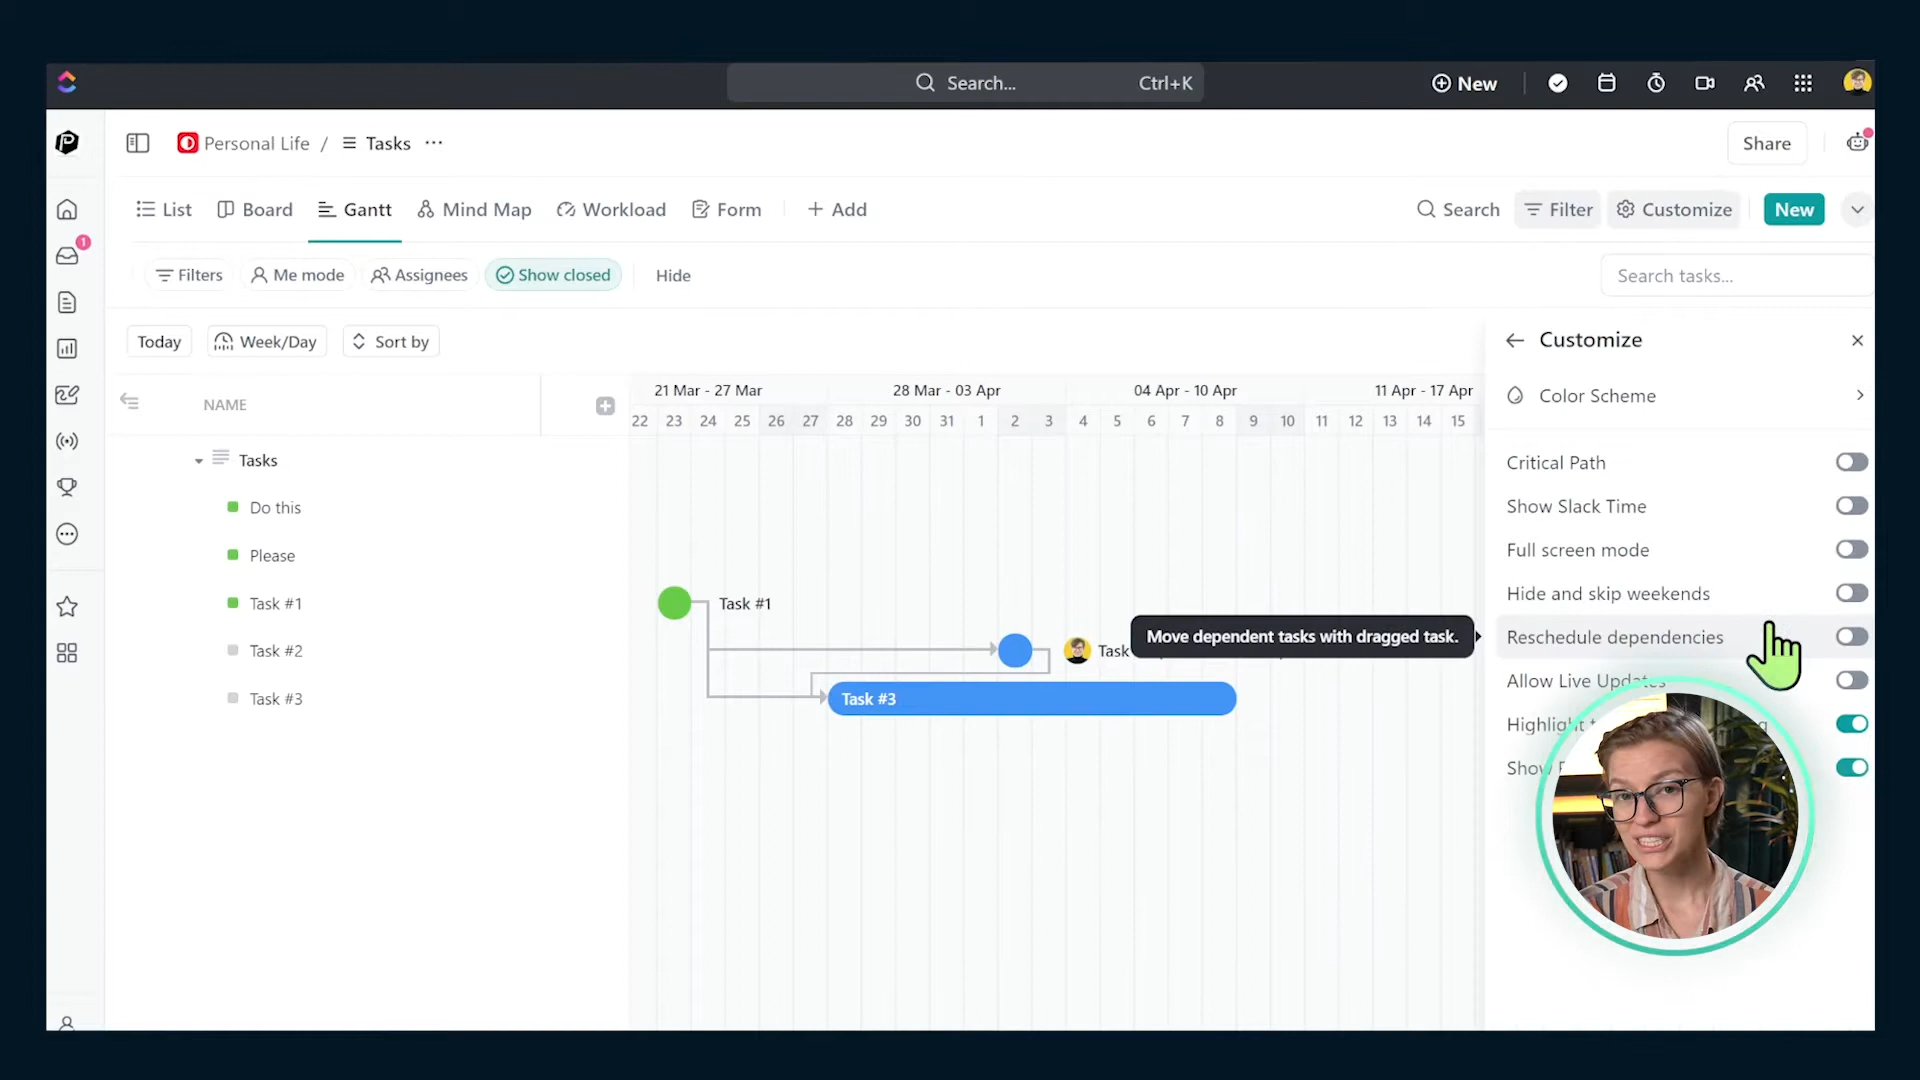 Search... Ctrl+K
New
Personal Life / Tasks ...
Share
List Board Gantt Mind Map Workload Form + Add
Search Filter Customize New
1
Filters Me mode Assignees Show closed Hide
Search tasks...
Today Week/Day Sort by
Customize
Color Scheme
NAME
21 Mar - 27 Mar 28 Mar - 03 Apr 04 Apr - 10 Apr 11 Apr - 17 Apr
22 23 24 25 26 27 28 29 30 31 1 2 3 4 5 6 7 8 9 10 11 12 13 14 15
Tasks
Do this
Please
Task #1
Task #2
Task #3
Task #1
Task
Task #3
Move dependent tasks with dragged task.
Critical Path
Show Slack Time
Full screen mode
Hide and skip weekends
Reschedule dependencies
Allow Live Updates
Show